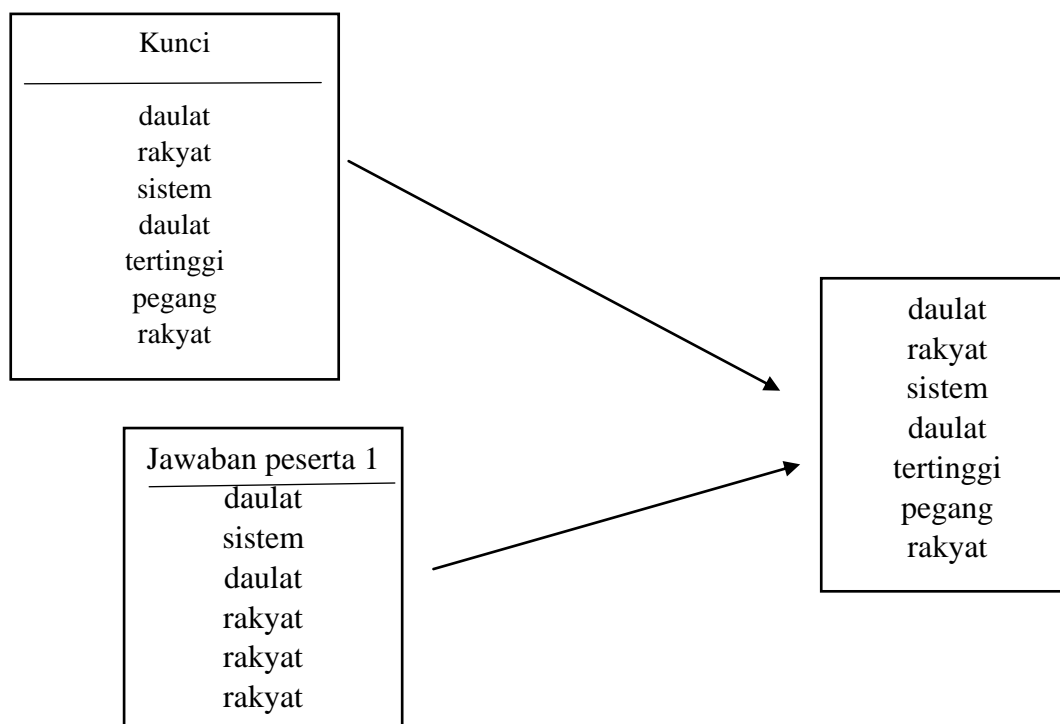 Kunci
daulat
rakyat
sistem
daulat
tertinggi
pegang
rakyat
Jawaban peserta 1
daulat
sistem
daulat
rakyat
rakyat
rakyat
daulat
rakyat
sistem
daulat
tertinggi
pegang
rakyat